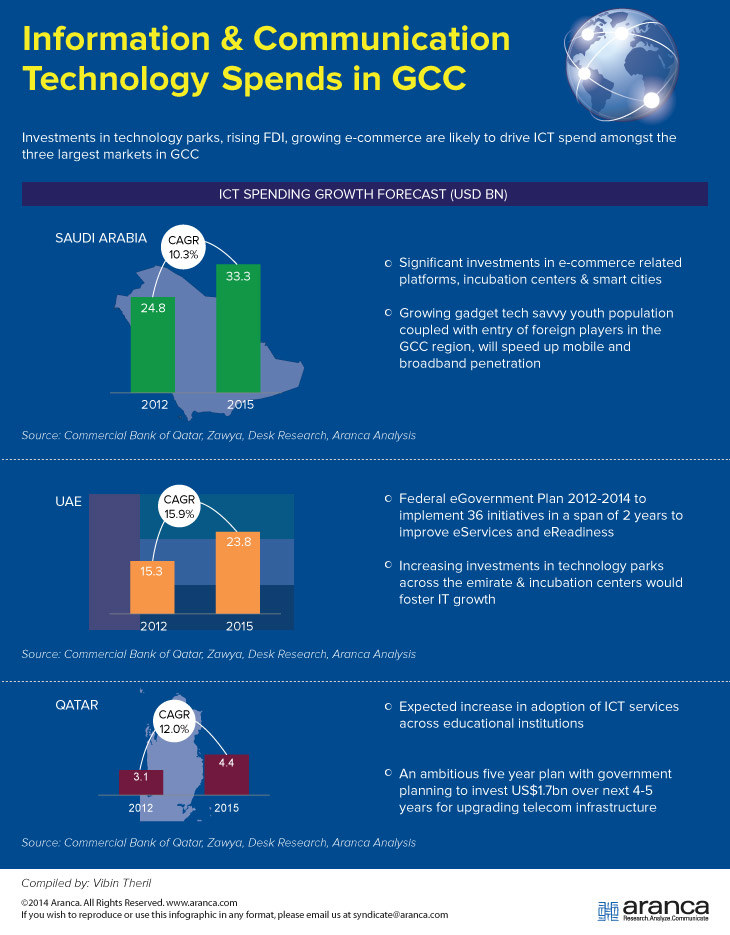 Information & Communication
Technology Spends in GCC
Investments in technology parks, rising FDI, growing e-commerce are likely to drive ICT spend amongst the
three largest markets in GCC
ICT SPENDING GROWTH FORECAST (USD BN)
SAUDI ARABIA
CAGR
10.3%
24.8
33.3
2012
2015
Significant investments in e-commerce related
platforms, incubation centers & smart cities
Growing gadget tech savvy youth population
coupled with entry of foreign players in the
GCC region, will speed up mobile and
broadband penetration
Source: Commercial Bank of Qatar, Zawya, Desk Research, Aranca Analysis
UAE
CAGR
15.9%
15.3
23.8
2012
2015
Federal eGovernment Plan 2012-2014 to
implement 36 initiatives in a span of 2 years to
improve eServices and eReadiness
Increasing investments in technology parks
across the emirate & incubation centers would
foster IT growth
Source: Commercial Bank of Qatar, Zawya, Desk Research, Aranca Analysis
QATAR
CAGR
12.0%
3.1
4.4
2012
2015
Expected increase in adoption of ICT services
across educational institutions
An ambitious five year plan with government
planning to invest US$1.7bn over next 4-5
years for upgrading telecom infrastructure
Source: Commercial Bank of Qatar, Zawya, Desk Research, Aranca Analysis
Compiled by: Vibin Theril
©2014 Aranca. All Rights Reserved. www.aranca.com
If you wish to reproduce or use this infographic in any format, please email us at syndicate@aranca.com
aranca
Research.Analyze.Communicate